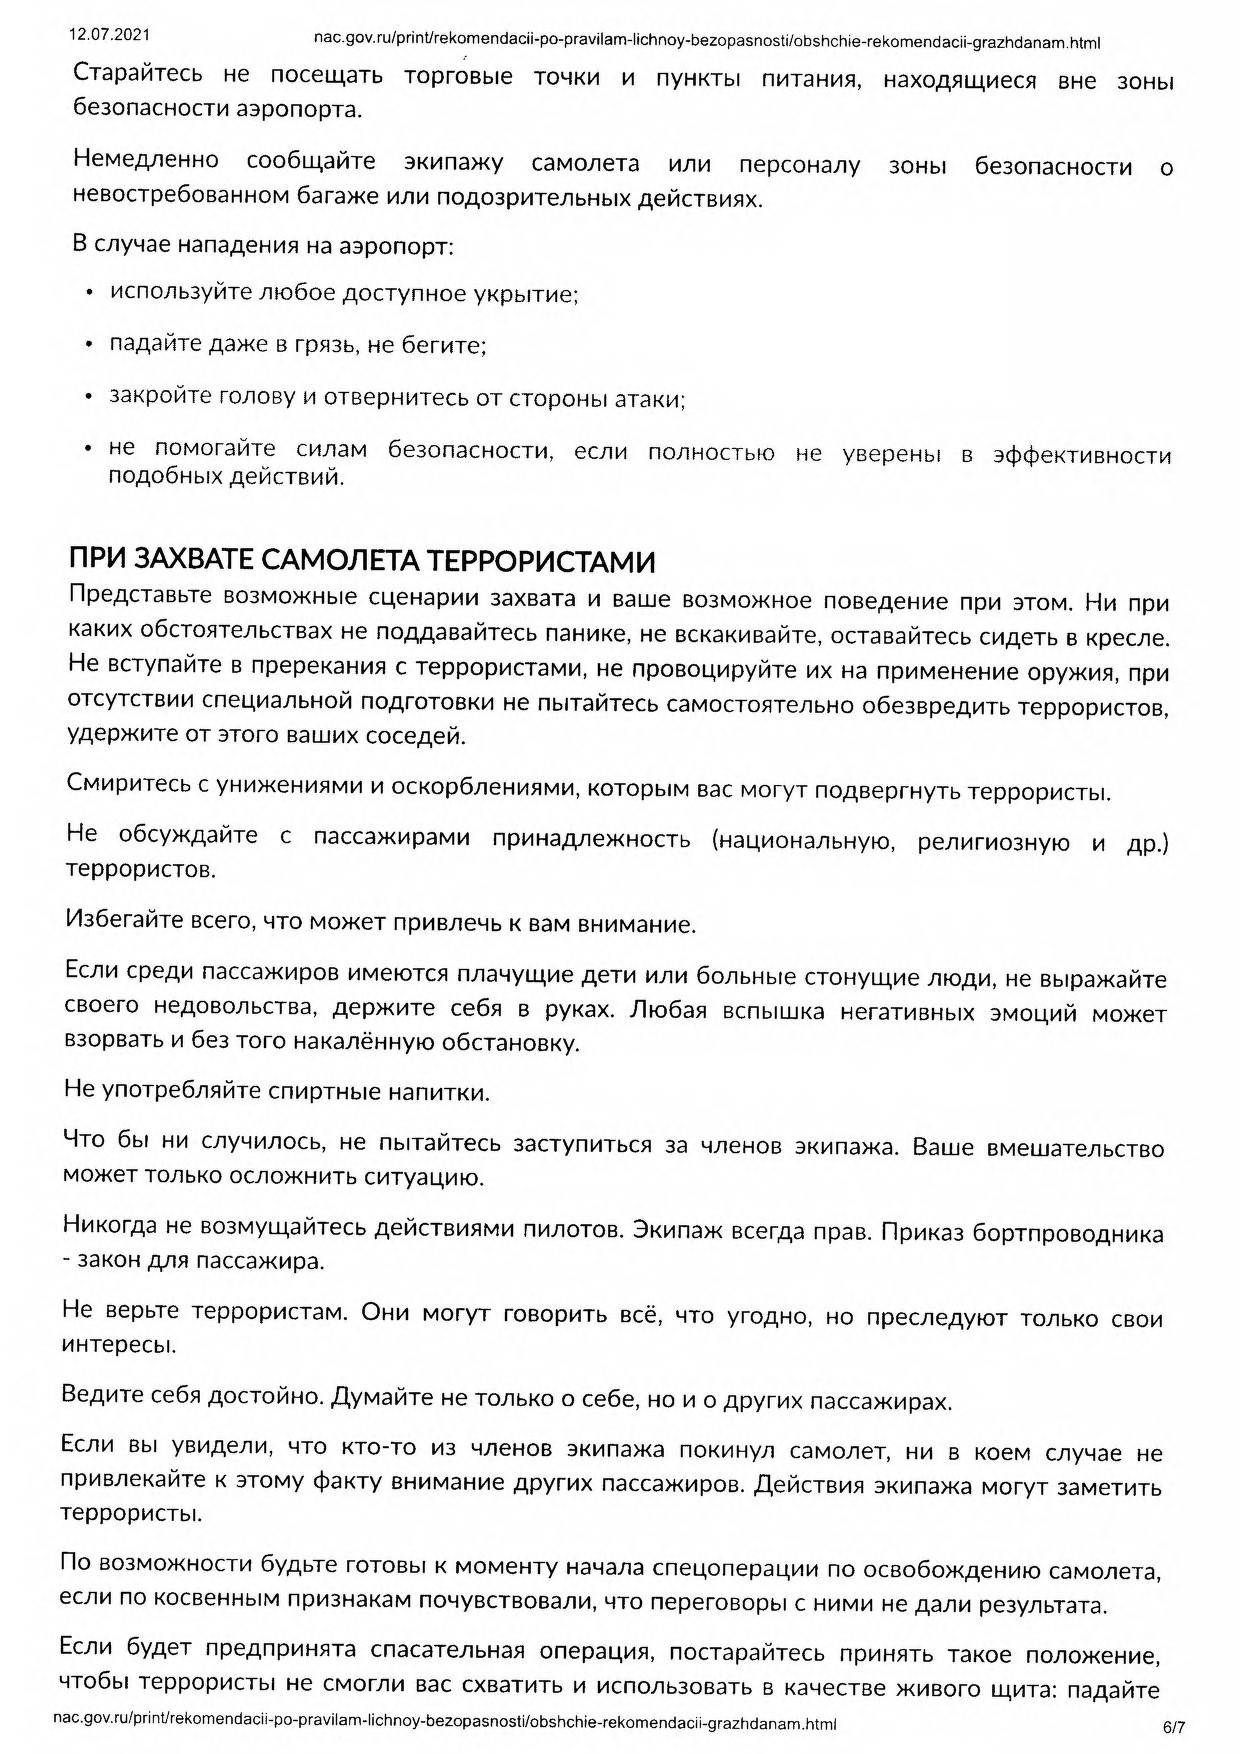 12.07.2021 nac.gov.ru/print/rekomendacii-po-pravilam-lichnoy-bezopasnosti/obshchie-rekomendacii-grazhdanam.html
Старайтесь не посещать торговые точки и пункты питания, находящиеся вне зоны
безопасности аэропорта.
Немедленно сообщайте экипажу самолета или персоналу зоны безопасности о
невостребованном багаже или подозрительных действиях.
В случае нападения на аэропорт:
• используйте любое доступное укрытие;
• падайте даже в грязь, не бегите;
• закройте голову и отвернитесь от стороны атаки;
• не помогайте силам безопасности, если полностью не уверены в эффективности
подобных действий.
ПРИ ЗАХВАТЕ САМОЛЕТА ТЕРРОРИСТАМИ
Представьте возможные сценарии захвата и ваше возможное поведение при этом. Ни при
каких обстоятельствах не поддавайтесь панике, не вскакивайте, оставайтесь сидеть в кресле.
Не вступайте в пререкания с террористами, не провоцируйте их на применение оружия, при
отсутствии специальной подготовки не пытайтесь самостоятельно обезвредить террористов,
удержите от этого ваших соседей.
Смиритесь с унижениями и оскорблениями, которым вас могут подвергнуть террористы.
Не обсуждайте с пассажирами принадлежность (национальную, религиозную и др.)
террористов.
Избегайте всего, что может привлечь к вам внимание.
Если среди пассажиров имеются плачущие дети или больные стонущие люди, не выражайте
своего недовольства, держите себя в руках. Любая вспышка негативных эмоций может
взорвать и без того накалённую обстановку.
Не употребляйте спиртные напитки.
Что бы ни случилось, не пытайтесь заступиться за членов экипажа. Ваше вмешательство
может только осложнить ситуацию.
Никогда не возмущайтесь действиями пилотов. Экипаж всегда прав. Приказ бортпроводника
- закон для пассажира.
Не верьте террористам. Они могут говорить всё, что угодно, но преследуют только свои
интересы.
Ведите себя достойно. Думайте не только о себе, но и о других пассажирах.
Если вы увидели, что кто-то из членов экипажа покинул самолет, ни в коем случае не
привлекайте к этому факту внимание других пассажиров. Действия экипажа могут заметить
террористы.
По возможности будьте готовы к моменту начала спецоперации по освобождению самолета,
если по косвенным признакам почувствовали, что переговоры с ними не дали результата.
Если будет предпринята спасательная операция, постарайтесь принять такое положение,
чтобы террористы не смогли вас схватить и использовать в качестве живого щита: падайте
nac.gov.ru/print/rekomendacii-po-pravilam-lichnoy-bezopasnosti/obshchie-rekomendacii-grazhdanam.html 6/7